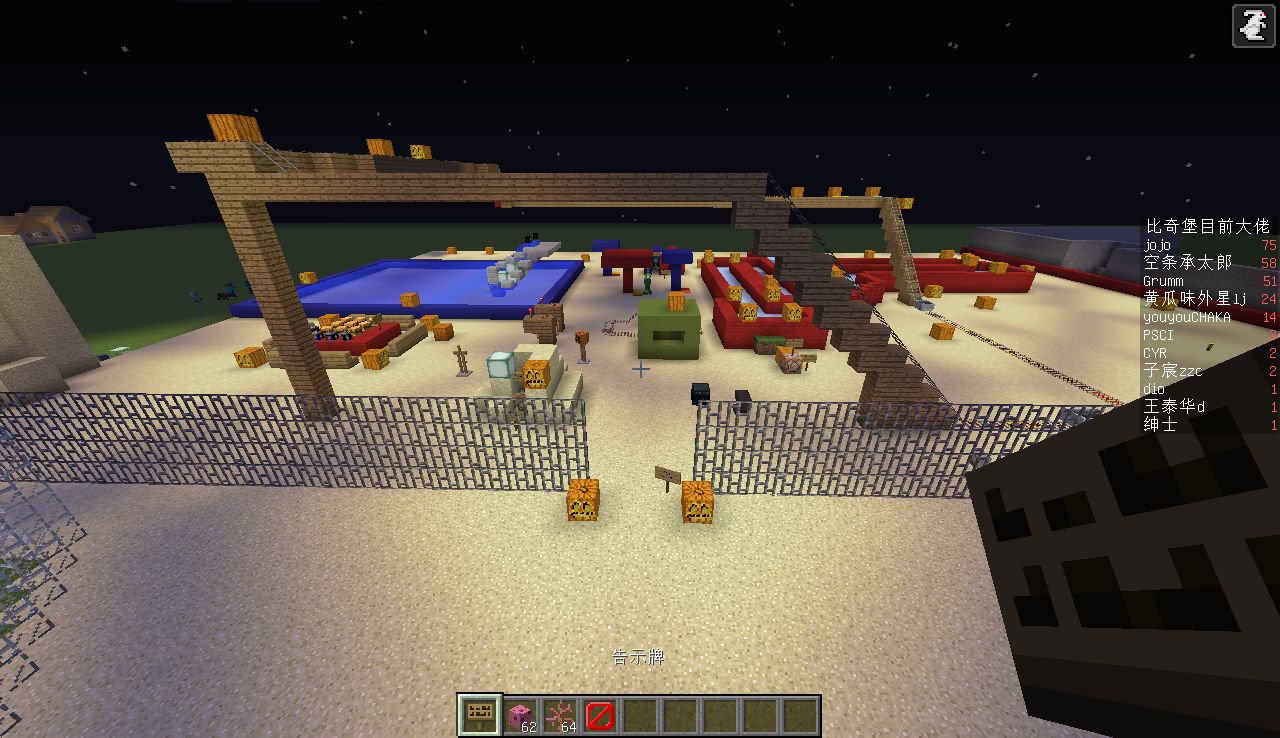 比奇堡目前大佬
jojo 75
空条承太郎 58
Grumm 51
黄瓜味外星lj 24
youyouCHAKA 14
PSCI
CYR 2
子宸zzc 2
dio 1
王泰华d 1
绅士 1
告示牌
62 64